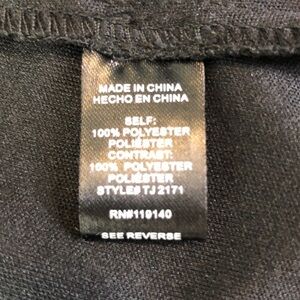 MADE IN CHINA
HECHO EN CHINA
SELF:
100% POLYESTER
POLIÉSTER
CONTRAST:
100% POLYESTER
POLIÉSTER
STYLE# TJ 2171
RN#119140
SEE REVERSE